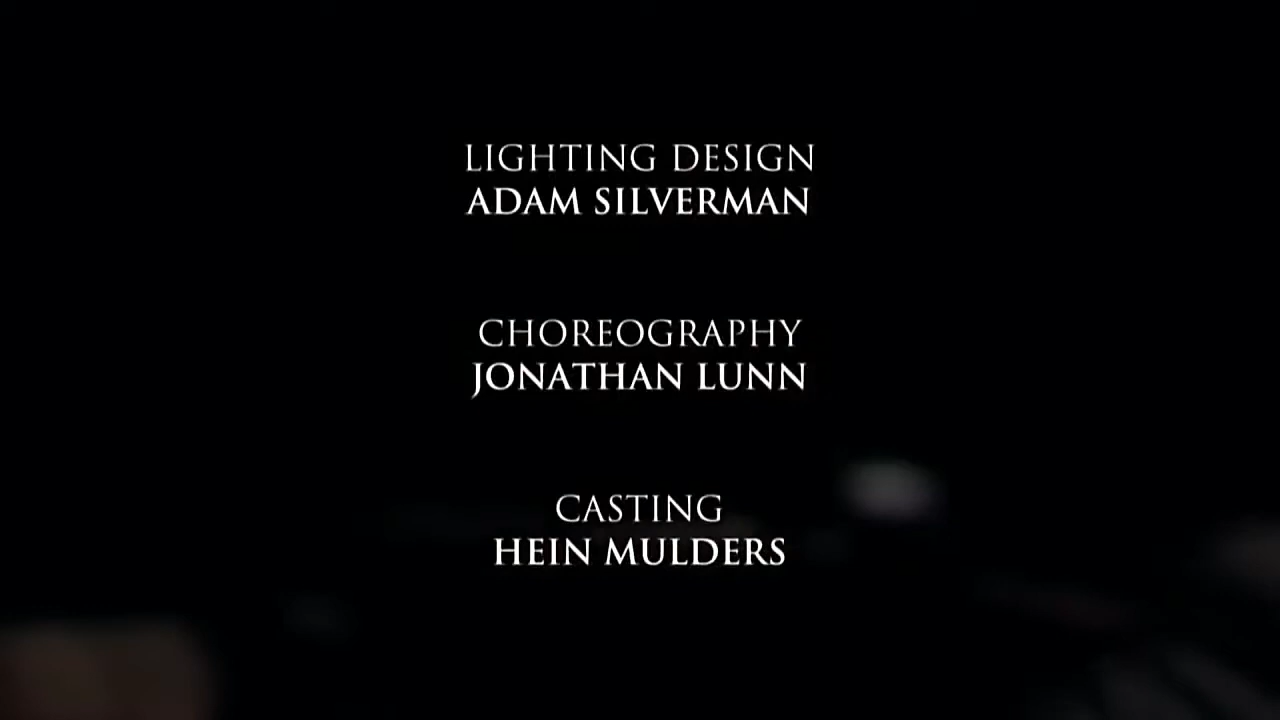 LIGHTING DESIGN
ADAM SILVERMAN
CHOREOGRAPHY
JONATHAN LUNN
CASTING
HEIN MULDERS